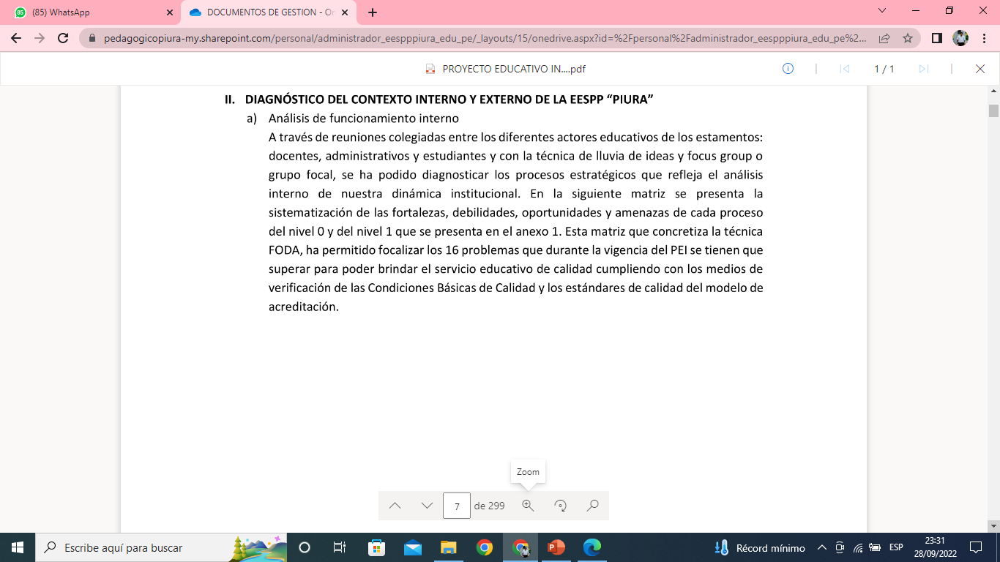 (85) WhatsApp
DOCUMENTOS DE GESTION - On
pedagogicopiura-my.sharepoint.com/personal/administrador_eespppiura_edu_pe/_layouts/15/onedrive.aspx?id=%2Fpersonal%2Fadministrador_eespppiura_edu_pe%2...
PROYECTO EDUCATIVO IN....pdf
1 / 1
II. DIAGNÓSTICO DEL CONTEXTO INTERNO Y EXTERNO DE LA EESPP “PIURA”
a) Análisis de funcionamiento interno
A través de reuniones colegiadas entre los diferentes actores educativos de los estamentos:
docentes, administrativos y estudiantes y con la técnica de lluvia de ideas y focus group o
grupo focal, se ha podido diagnosticar los procesos estratégicos que refleja el análisis
interno de nuestra dinámica institucional. En la siguiente matriz se presenta la
sistematización de las fortalezas, debilidades, oportunidades y amenazas de cada proceso
del nivel 0 y del nivel 1 que se presenta en el anexo 1. Esta matriz que concretiza la técnica
FODA, ha permitido focalizar los 16 problemas que durante la vigencia del PEI se tienen que
superar para poder brindar el servicio educativo de calidad cumpliendo con los medios de
verificación de las Condiciones Básicas de Calidad y los estándares de calidad del modelo de
acreditación.
Zoom
7 de 299
Escribe aquí para buscar
Récord mínimo
ESP
23:31
28/09/2022